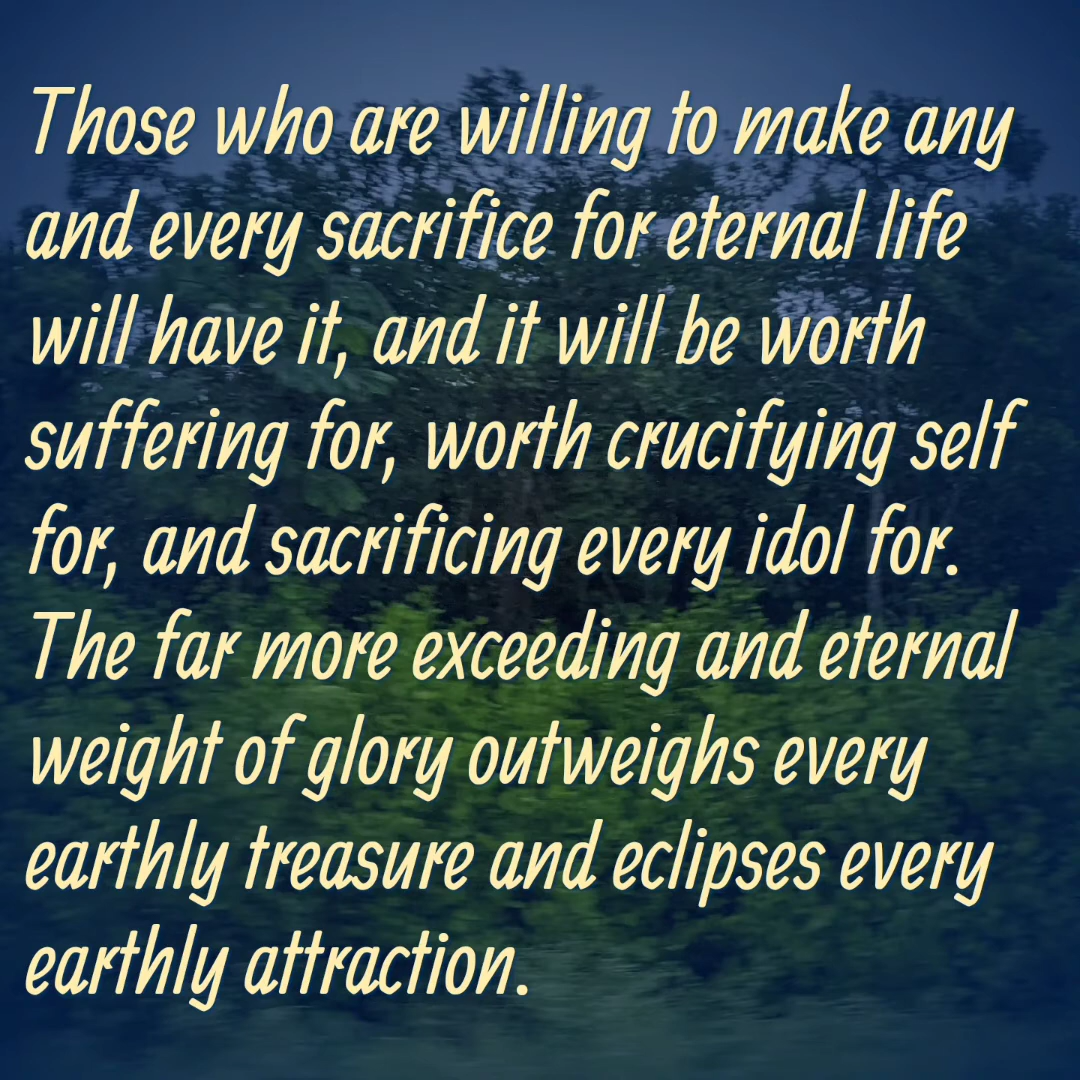 Those who are willing to make any
and every sacrifice for eternal life
will have it, and it will be worth
suffering for, worth crucifying self
for, and sacrificing every idol for.
The far more exceeding and eternal
weight of glory outweighs every
earthly treasure and eclipses every
earthly attraction.